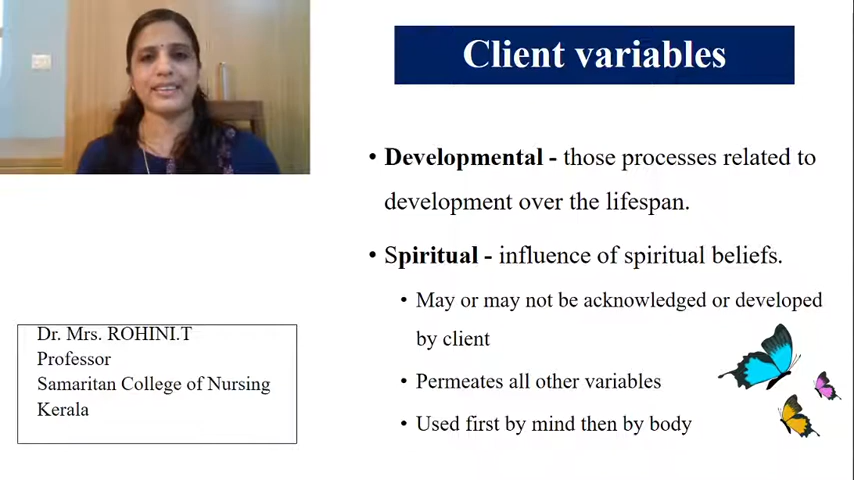 Client variables
• Developmental - those processes related to
development over the lifespan.
• Spiritual - influence of spiritual beliefs.
• May or may not be acknowledged or developed
by client
• Permeates all other variables
• Used first by mind then by body
Dr. Mrs. ROHINI.T
Professor
Samaritan College of Nursing
Kerala